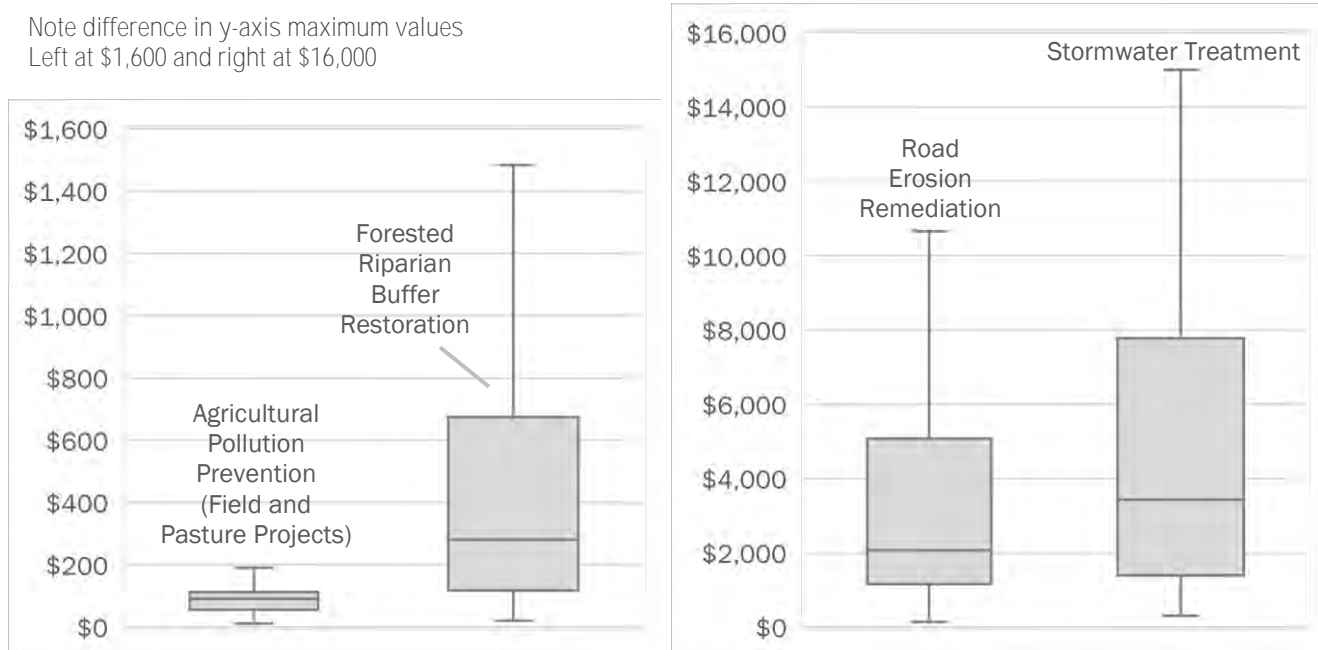 Note difference in y-axis maximum values
Left at $1,600 and right at $16,000
$1,600
$1,400
$1,200
$1,000
$800
$600
$400
$200
$0
Forested
Riparian
Buffer
Restoration
Agricultural
Pollution
Prevention
(Field and
Pasture Projects)
$16,000
$14,000
$12,000
$10,000
$8,000
$6,000
$4,000
$2,000
$0
Stormwater Treatment
Road
Erosion
Remediation